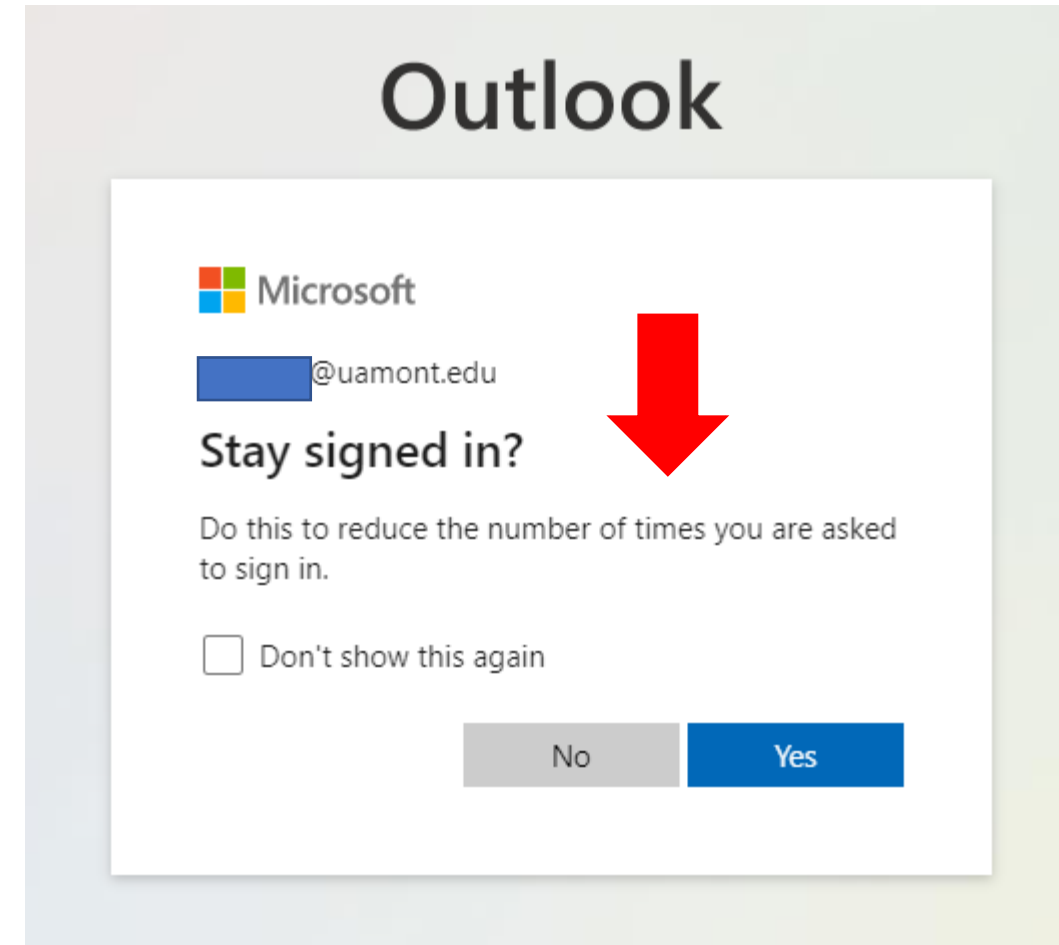 Outlook
Microsoft
@uamont.edu
Stay signed in?
Do this to reduce the number of times you are asked
to sign in.
Don't show this again
No Yes